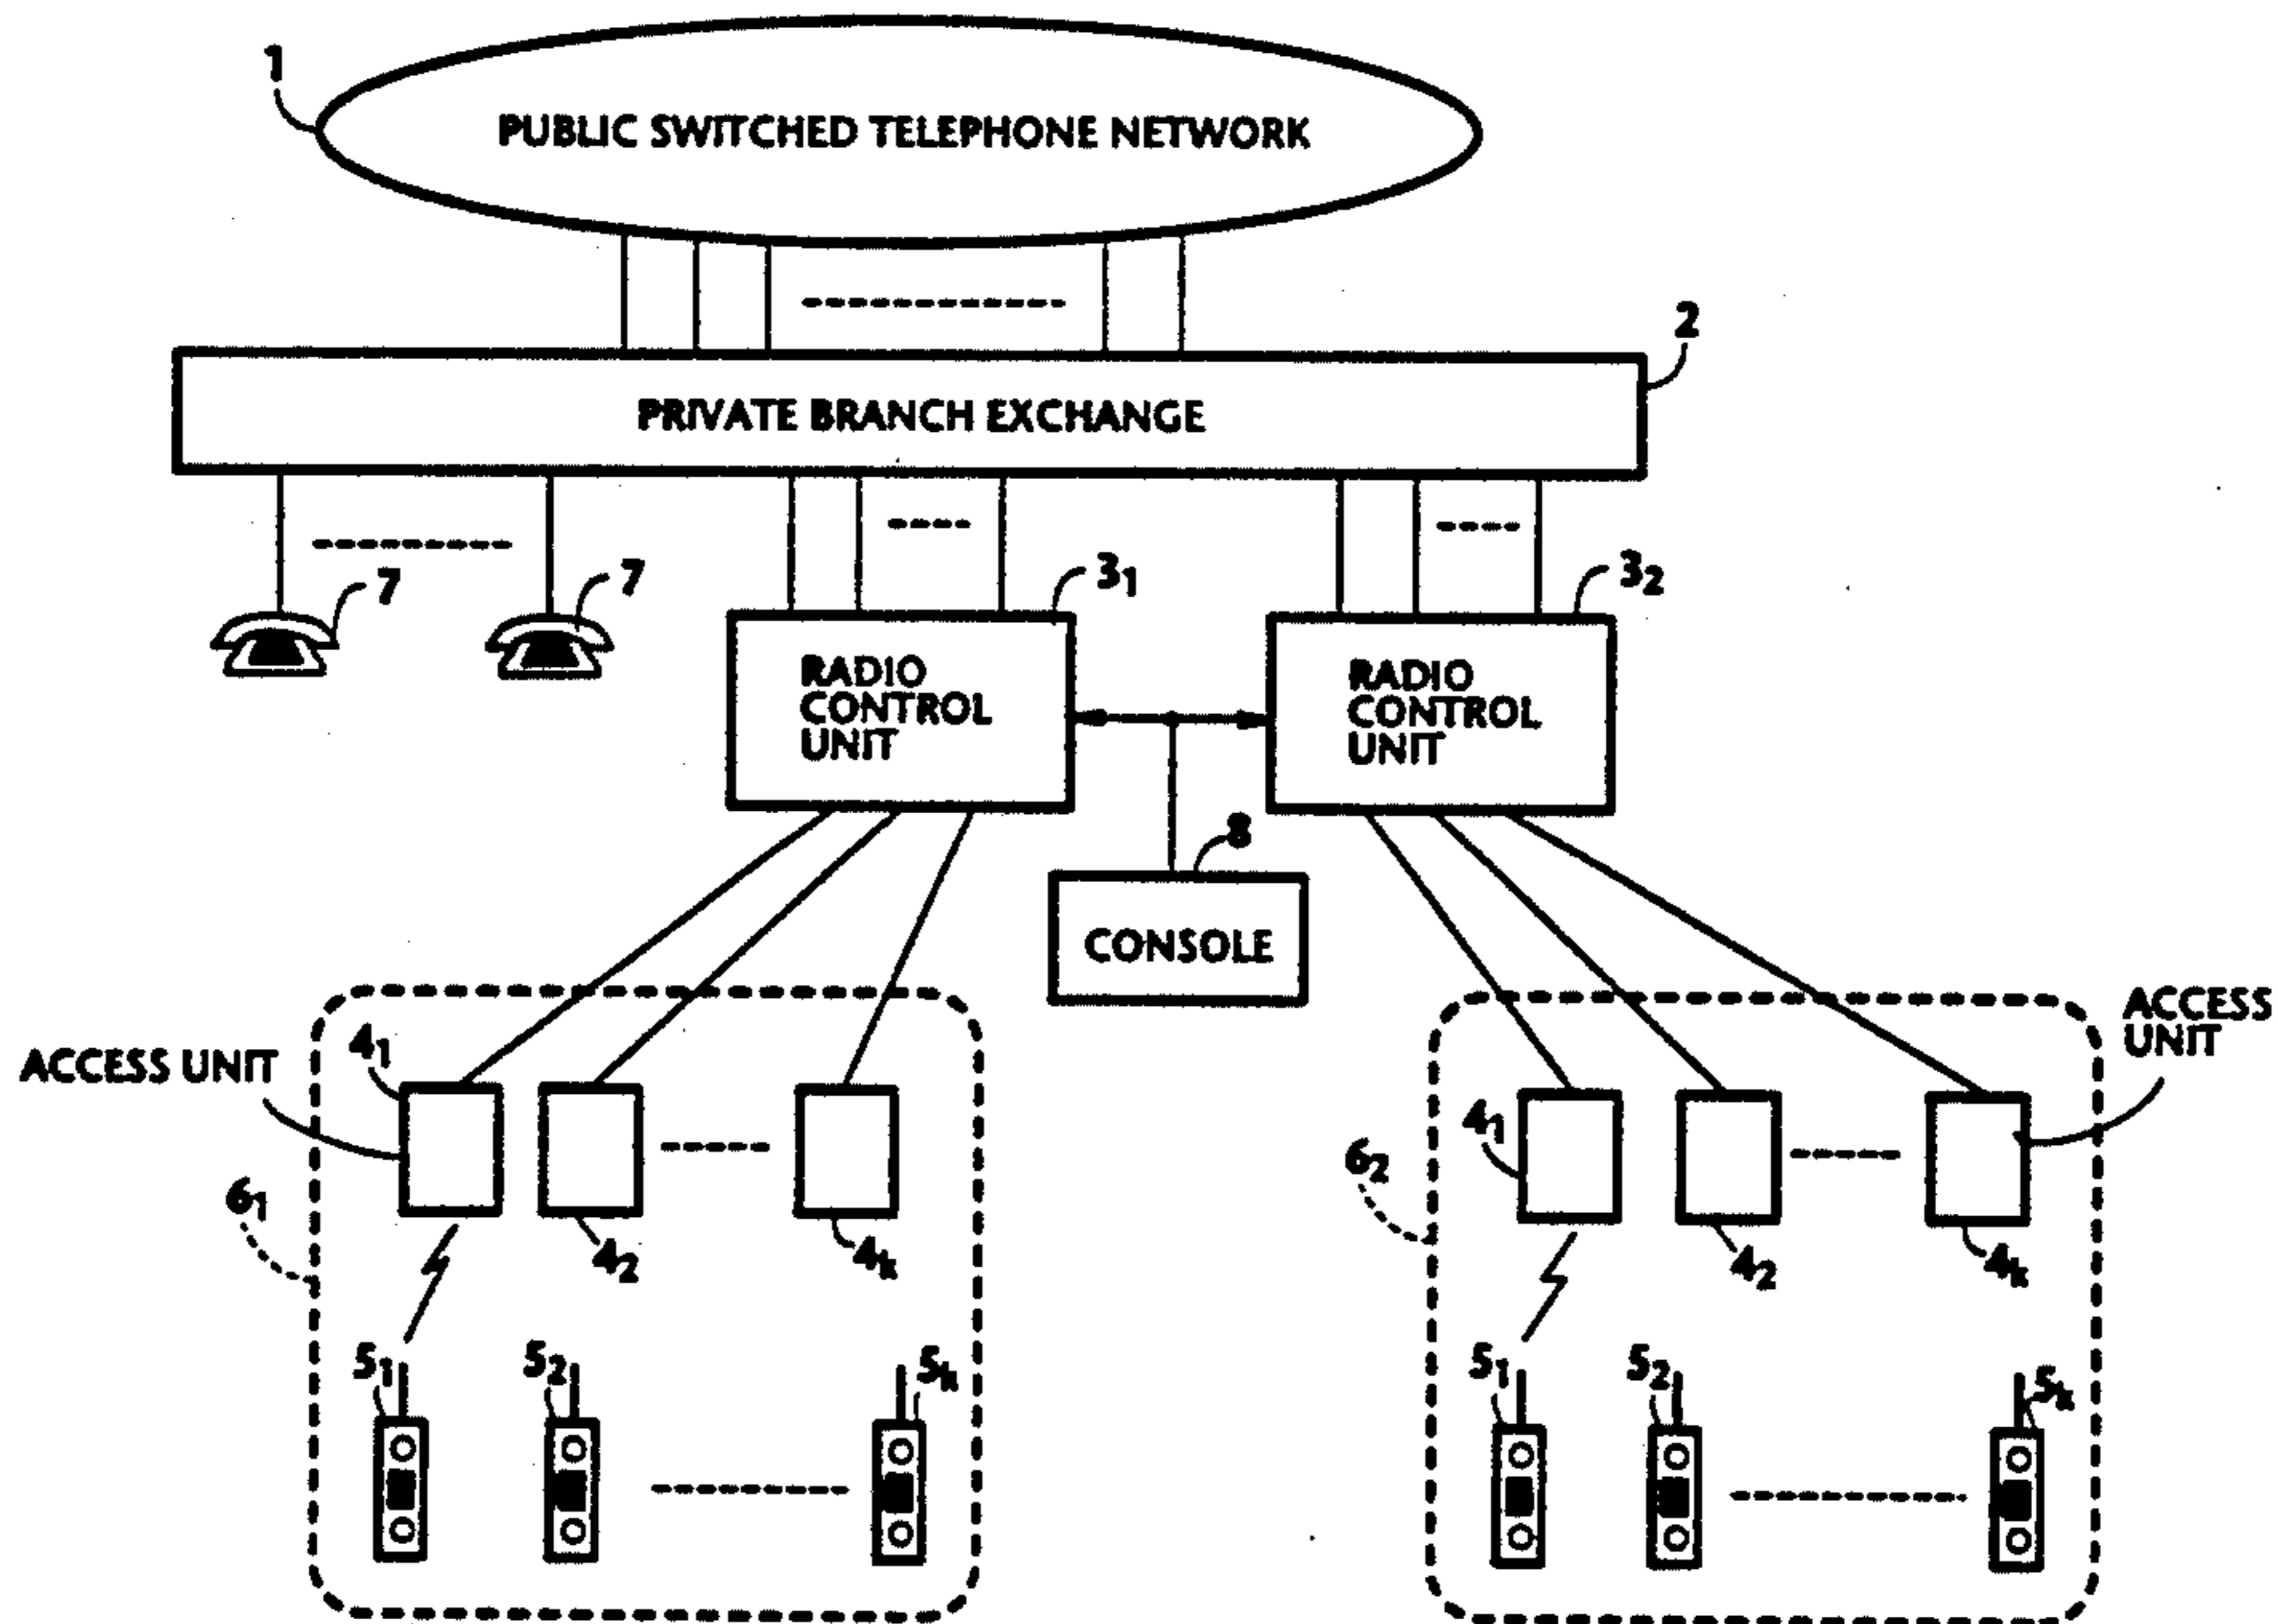 1
PUBLIC SWITCHED TELEPHONE NETWORK
2
PRIVATE BRANCH EXCHANGE
7
7
3₁
3₂
RADIO
CONTROL
UNIT
RADIO
CONTROL
UNIT
8
CONSOLE
ACCESS UNIT
4₁
ACCESS
UNIT
4₁
6₁
6₂
4₂
4k
4₂
4k
5₁
5₂
5k
5₁
5₂
5k